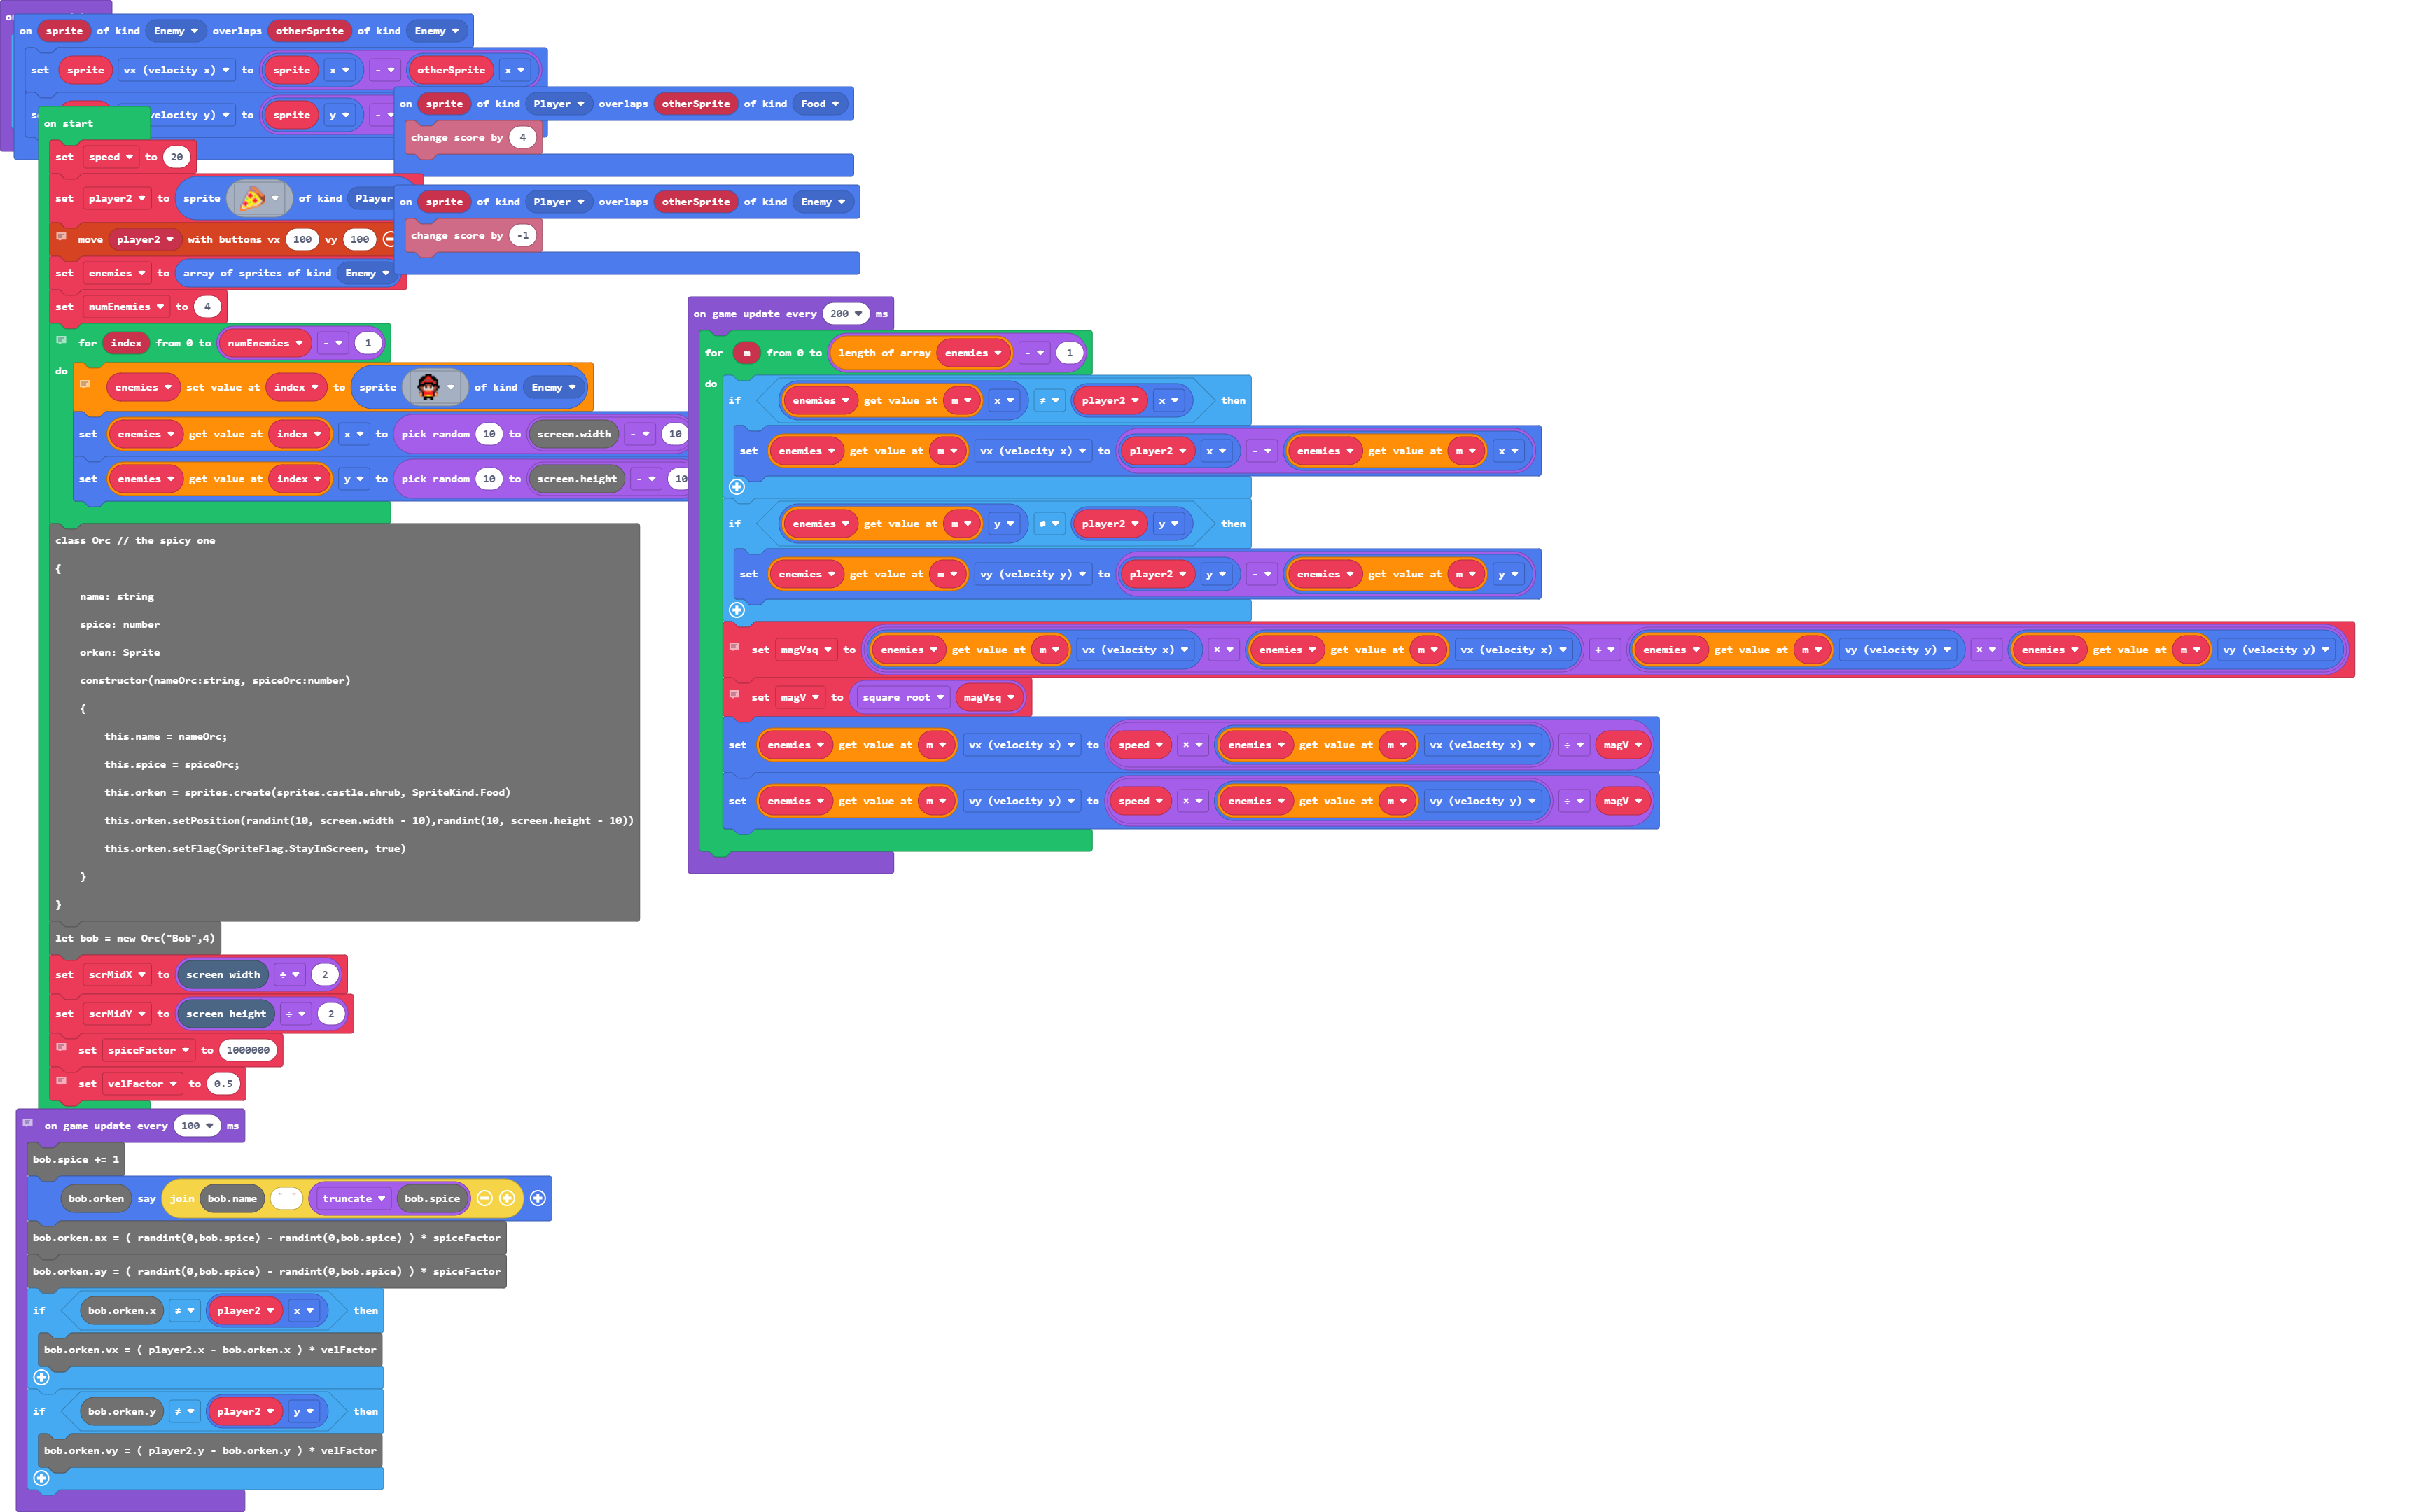 on sprite of kind Enemy overlaps otherSprite of kind Enemy
set sprite vx (velocity x) to sprite x - otherSprite x
velocity y) to sprite y -
on sprite of kind Player overlaps otherSprite of kind Food
change score by 4
on sprite of kind Player overlaps otherSprite of kind Enemy
change score by -1
on start
set speed to 20
set player2 to sprite of kind Player
move player2 with buttons vx 100 vy 100
set enemies to array of sprites of kind Enemy
set numEnemies to 4
for index from 0 to numEnemies - 1
do
enemies set value at index to sprite of kind Enemy
set enemies get value at index x to pick random 10 to screen.width - 10
set enemies get value at index y to pick random 10 to screen.height - 10
class Orc // the spicy one
{
name: string
spice: number
orken: Sprite
constructor(nameOrc:string, spiceOrc:number)
{
this.name = nameOrc;
this.spice = spiceOrc;
this.orken = sprites.create(sprites.castle.shrub, SpriteKind.Food)
this.orken.setPosition(randint(10, screen.width - 10),randint(10, screen.height - 10))
this.orken.setFlag(SpriteFlag.StayInScreen, true)
}
}
let bob = new Orc("Bob",4)
set scrMidX to screen width ÷ 2
set scrMidY to screen height ÷ 2
set spiceFactor to 1000000
set velFactor to 0.5
on game update every 100 ms
bob.spice += 1
bob.orken say join bob.name " " truncate bob.spice
bob.orken.ax = ( randint(0,bob.spice) - randint(0,bob.spice) ) * spiceFactor
bob.orken.ay = ( randint(0,bob.spice) - randint(0,bob.spice) ) * spiceFactor
if bob.orken.x ≠ player2 x then
bob.orken.vx = ( player2.x - bob.orken.x ) * velFactor
if bob.orken.y ≠ player2 y then
bob.orken.vy = ( player2.y - bob.orken.y ) * velFactor
on game update every 200 ms
for m from 0 to length of array enemies - 1
do
if enemies get value at m x ≠ player2 x then
set enemies get value at m vx (velocity x) to player2 x - enemies get value at m x
if enemies get value at m y ≠ player2 y then
set enemies get value at m vy (velocity y) to player2 y - enemies get value at m y
set magVsq to enemies get value at m vx (velocity x) × enemies get value at m vx (velocity x) + enemies get value at m vy (velocity y) × enemies get value at m vy (velocity y)
set magV to square root magVsq
set enemies get value at m vx (velocity x) to speed × enemies get value at m vx (velocity x) ÷ magV
set enemies get value at m vy (velocity y) to speed × enemies get value at m vy (velocity y) ÷ magV